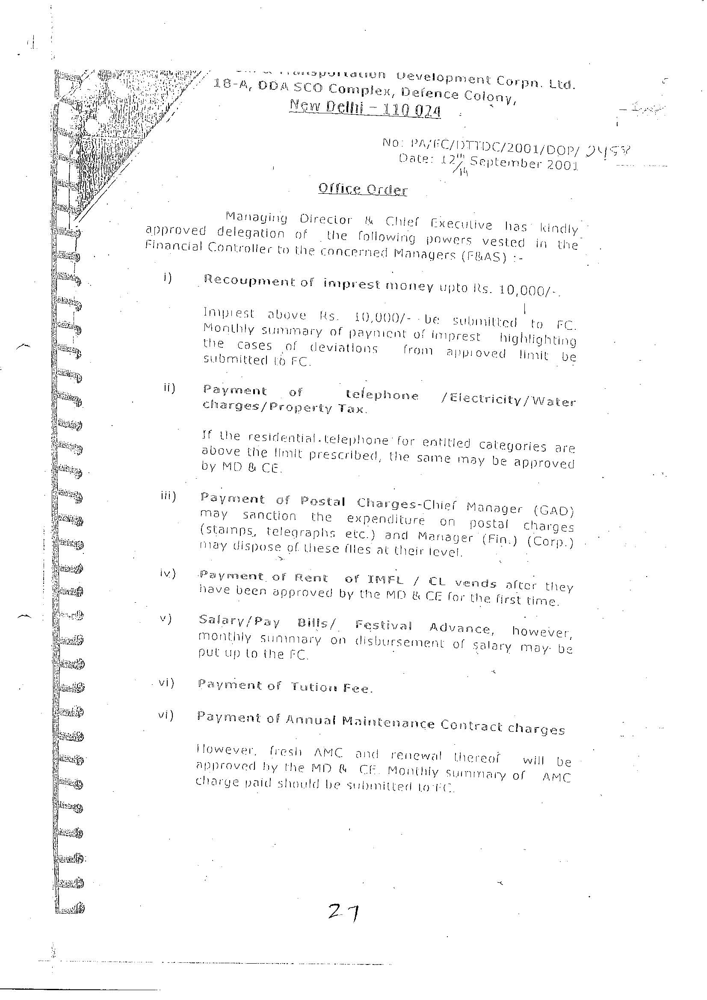 Transportation Development Corpn. Ltd.
18-A, DDA SCO Complex, Defence Colony,
New Delhi - 110 024
No: PA/FC/DTTDC/2001/DOP/ 2458
Date: 12th September 2001
/14
Office Order
Managing Director & Chief Executive has kindly
approved delegation of the following powers vested in the
Financial Controller to the concerned Managers (F&AS) :-
i) Recoupment of imprest money upto Rs. 10,000/-.
Imprest above Rs. 10,000/- be submitted to FC.
Monthly summary of payment of imprest highlighting
the cases of deviations from approved limit be
submitted to FC.
ii) Payment of telephone /Electricity/Water
charges/Property Tax.
If the residential telephone for entitled categories are
above the limit prescribed, the same may be approved
by MD & CE.
iii) Payment of Postal Charges-Chief Manager (GAD)
may sanction the expenditure on postal charges
(stamps, telegraphs etc.) and Manager (Fin.) (Corp.)
may dispose of these files at their level.
iv) Payment of Rent of IMFL / CL vends after they
have been approved by the MD & CE for the first time.
v) Salary/Pay Bills/ Festival Advance, however,
monthly summary on disbursement of salary may be
put up to the FC.
vi) Payment of Tution Fee.
vi) Payment of Annual Maintenance Contract charges
However, fresh AMC and renewal thereof will be
approved by the MD & CE. Monthly summary of AMC
charge paid should be submitted to FC.
27